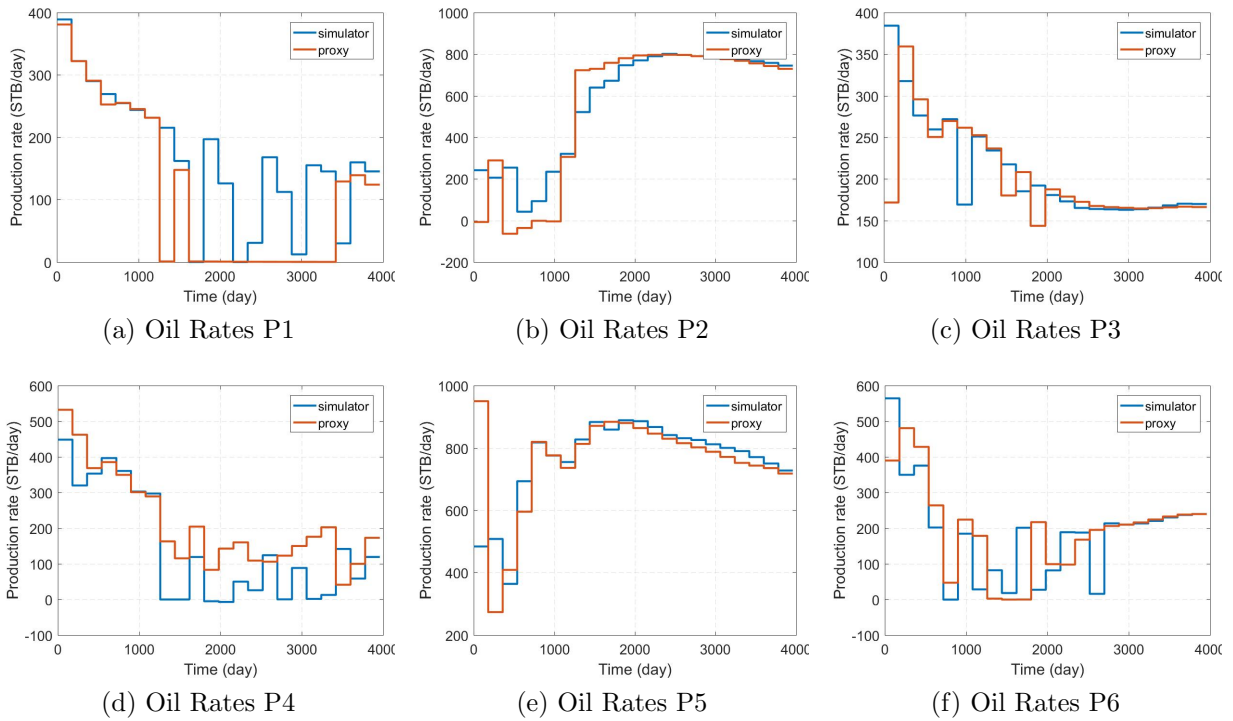 400
300
200
100
0
0
1000
2000
3000
4000
Production rate (STB/day)
Time (day)
simulator
proxy
(a) Oil Rates P1
1000
800
600
400
200
0
-200
0
1000
2000
3000
4000
Production rate (STB/day)
Time (day)
simulator
proxy
(b) Oil Rates P2
400
350
300
250
200
150
100
0
1000
2000
3000
4000
Production rate (STB/day)
Time (day)
simulator
proxy
(c) Oil Rates P3
600
500
400
300
200
100
0
-100
0
1000
2000
3000
4000
Production rate (STB/day)
Time (day)
simulator
proxy
(d) Oil Rates P4
1000
800
600
400
200
0
1000
2000
3000
4000
Production rate (STB/day)
Time (day)
simulator
proxy
(e) Oil Rates P5
600
500
400
300
200
100
0
-100
0
1000
2000
3000
4000
Production rate (STB/day)
Time (day)
simulator
proxy
(f) Oil Rates P6